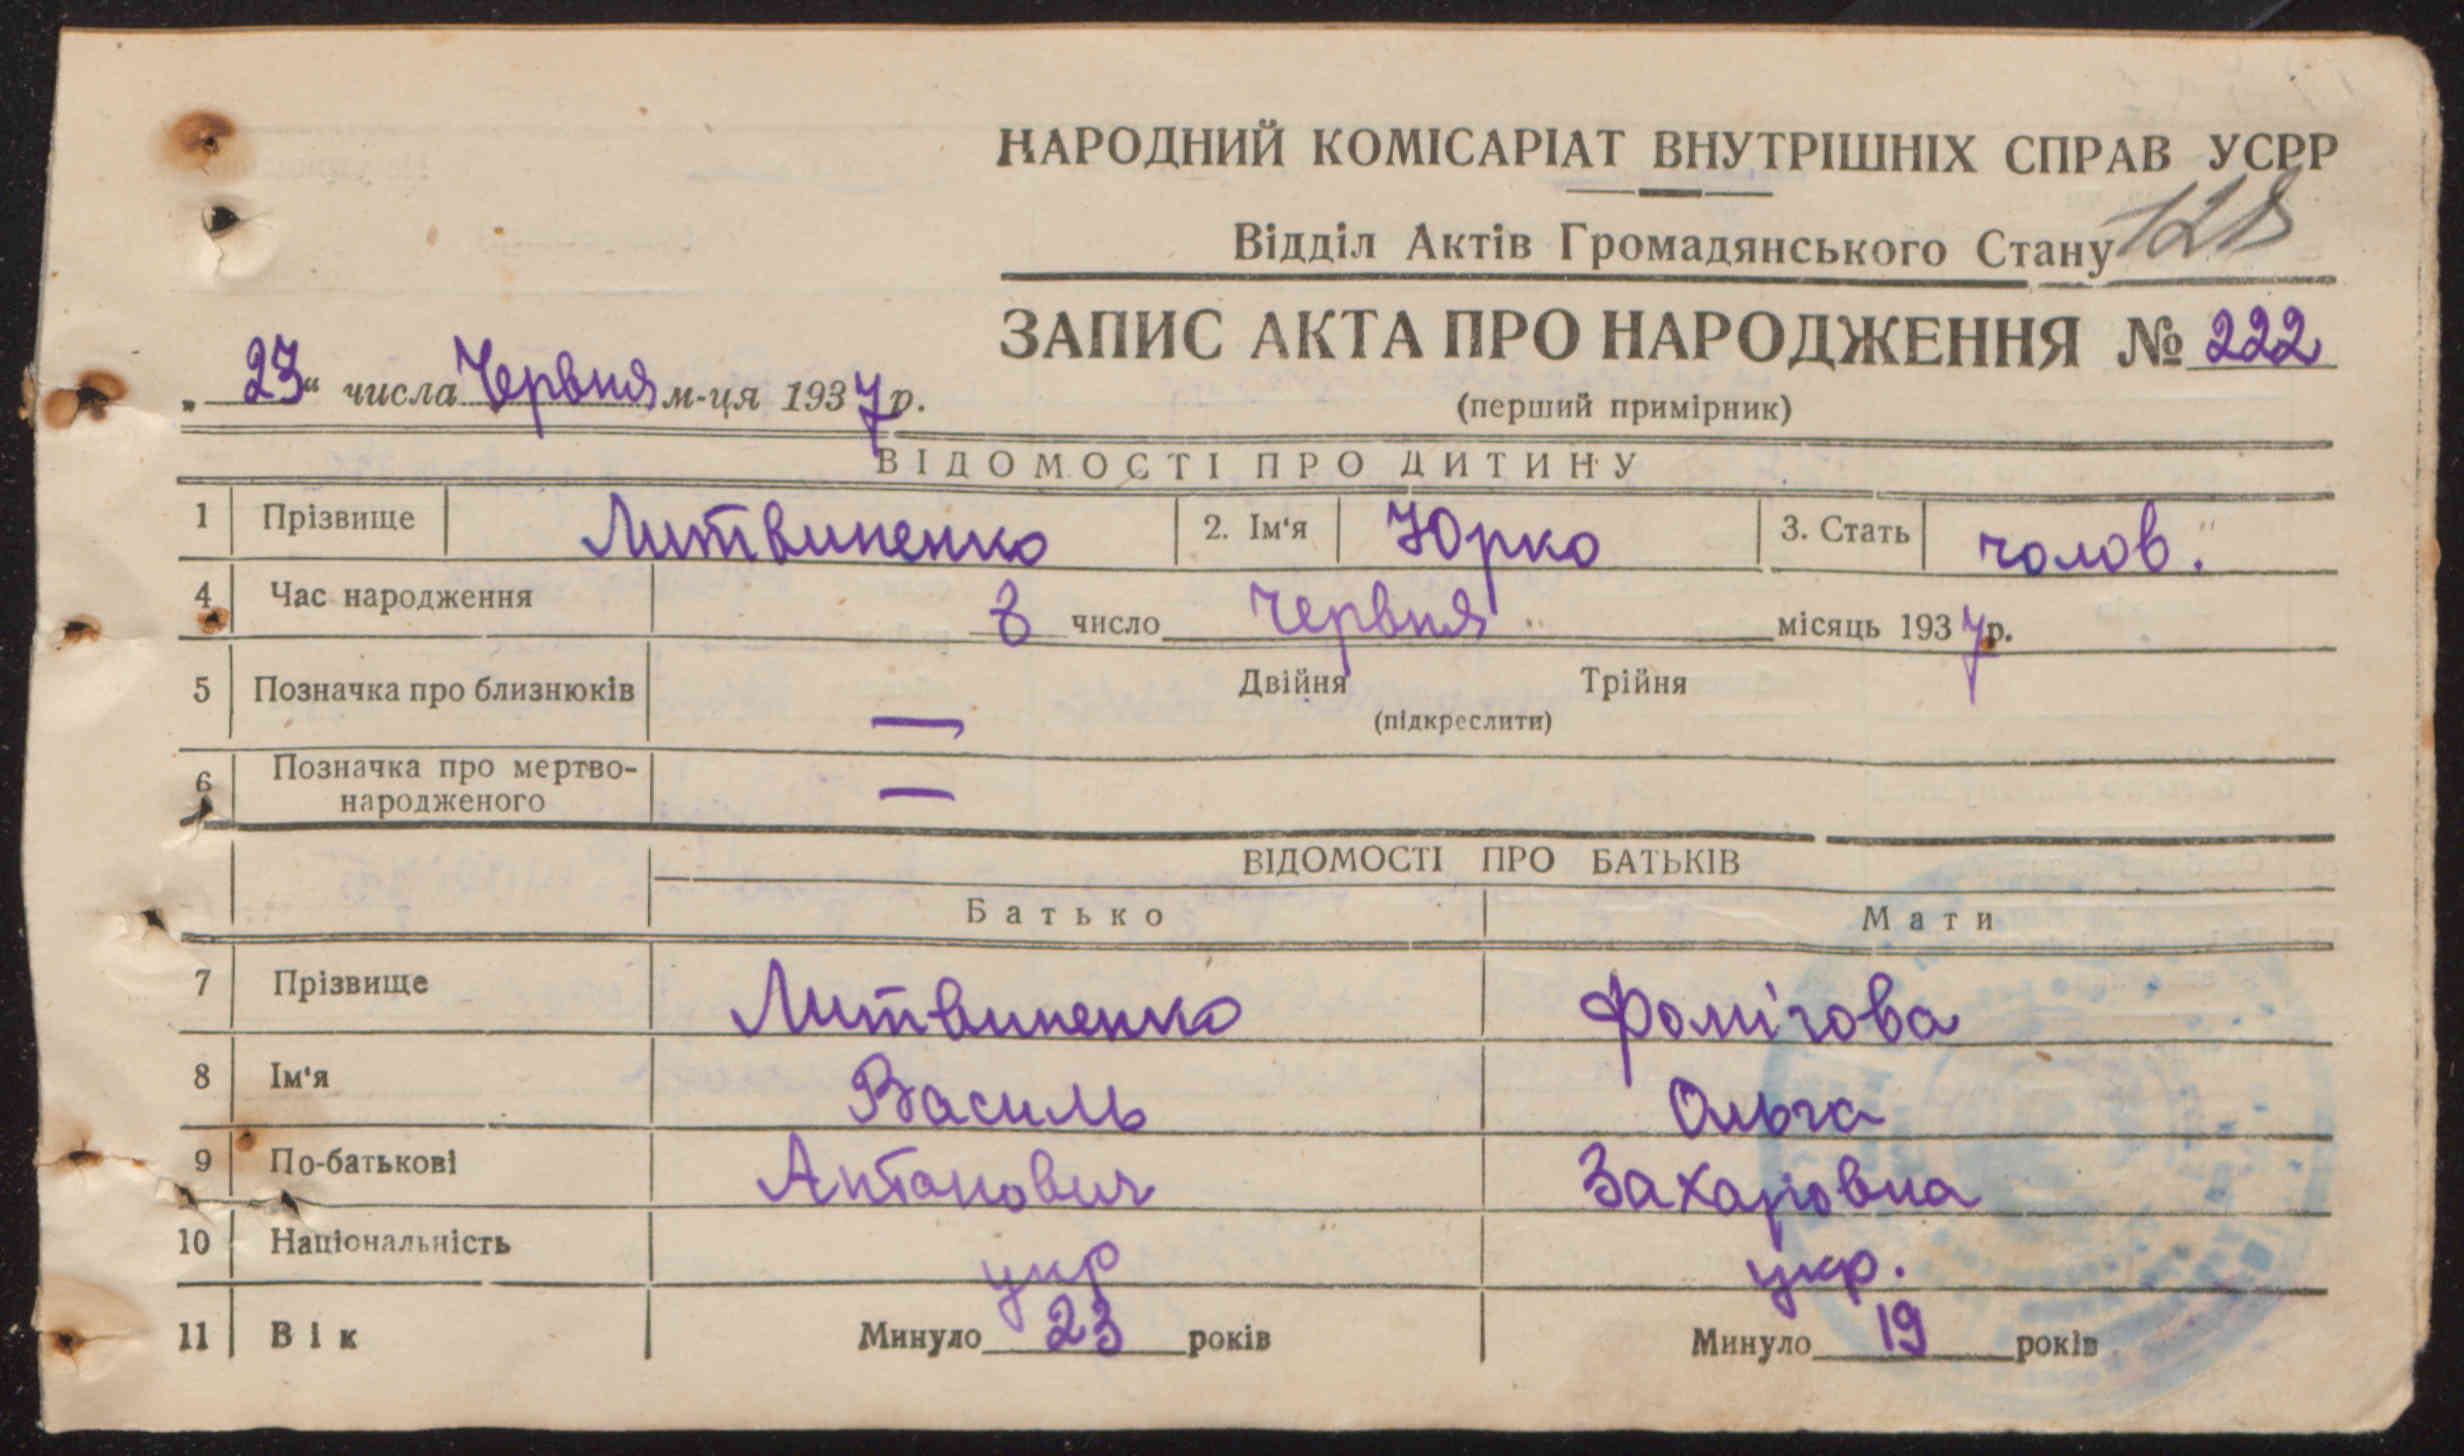 НАРОДНИЙ КОМІСАРІАТ ВНУТРІШНІХ СПРАВ УСРР
Відділ Актів Громадянського Стану 128
ЗАПИС АКТА ПРО НАРОДЖЕННЯ № 222
„23“ числа Червня м-ця 1937 р.
(перший примірник)
ВІДОМОСТІ ПРО ДИТИНУ
1 Прізвище Литвиненко 2. Ім'я Юрко 3. Стать чолов.
4 Час народження 8 число червня місяць 1937 р.
5 Позначка про близнюків — Двійня Трійня
(підкреслити)
6 Позначка про мертво-
народженого —
ВІДОМОСТІ ПРО БАТЬКІВ
Батько Мати
7 Прізвище Литвиненко Фомічова
8 Ім'я Василь Ольга
9 По-батькові Антонович Захаровна
10 Національність укр укр.
11 Вік Минуло 23 років Минуло 19 років